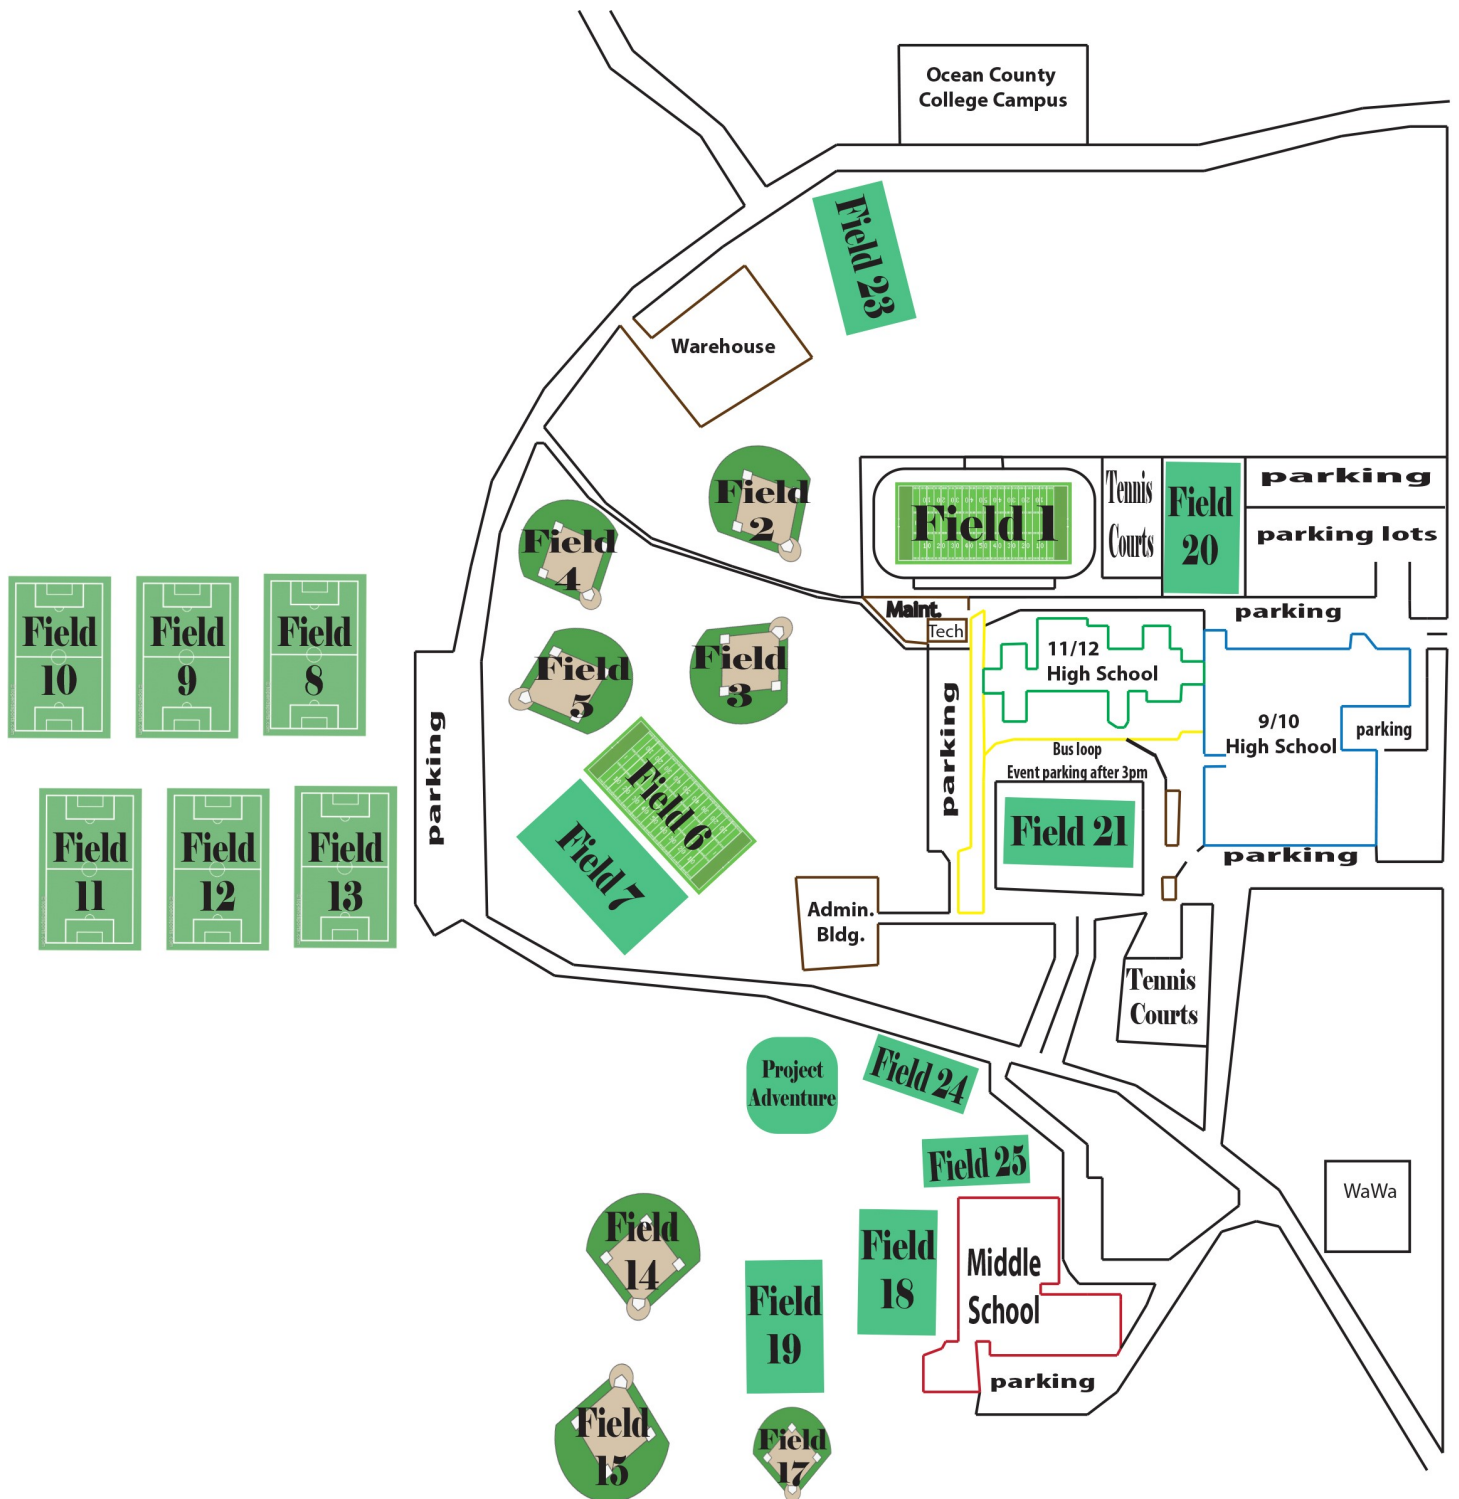 Ocean County
College Campus
Field 23
Warehouse
Field
2
Field
4
Field
5
Field
3
Field 1
Tennis
Courts
Field
20
parking
parking lots
parking
Maint.
Tech
11/12
High School
9/10
High School
parking
parking
Bus loop
Event parking after 3pm
Field 21
parking
Field
10
Field
9
Field
8
Field
11
Field
12
Field
13
parking
Field 6
Field 7
Admin.
Bldg.
Tennis
Courts
Project
Adventure
Field 24
Field 25
WaWa
Field
14
Field
18
Middle
School
Field
19
parking
Field
15
Field
17